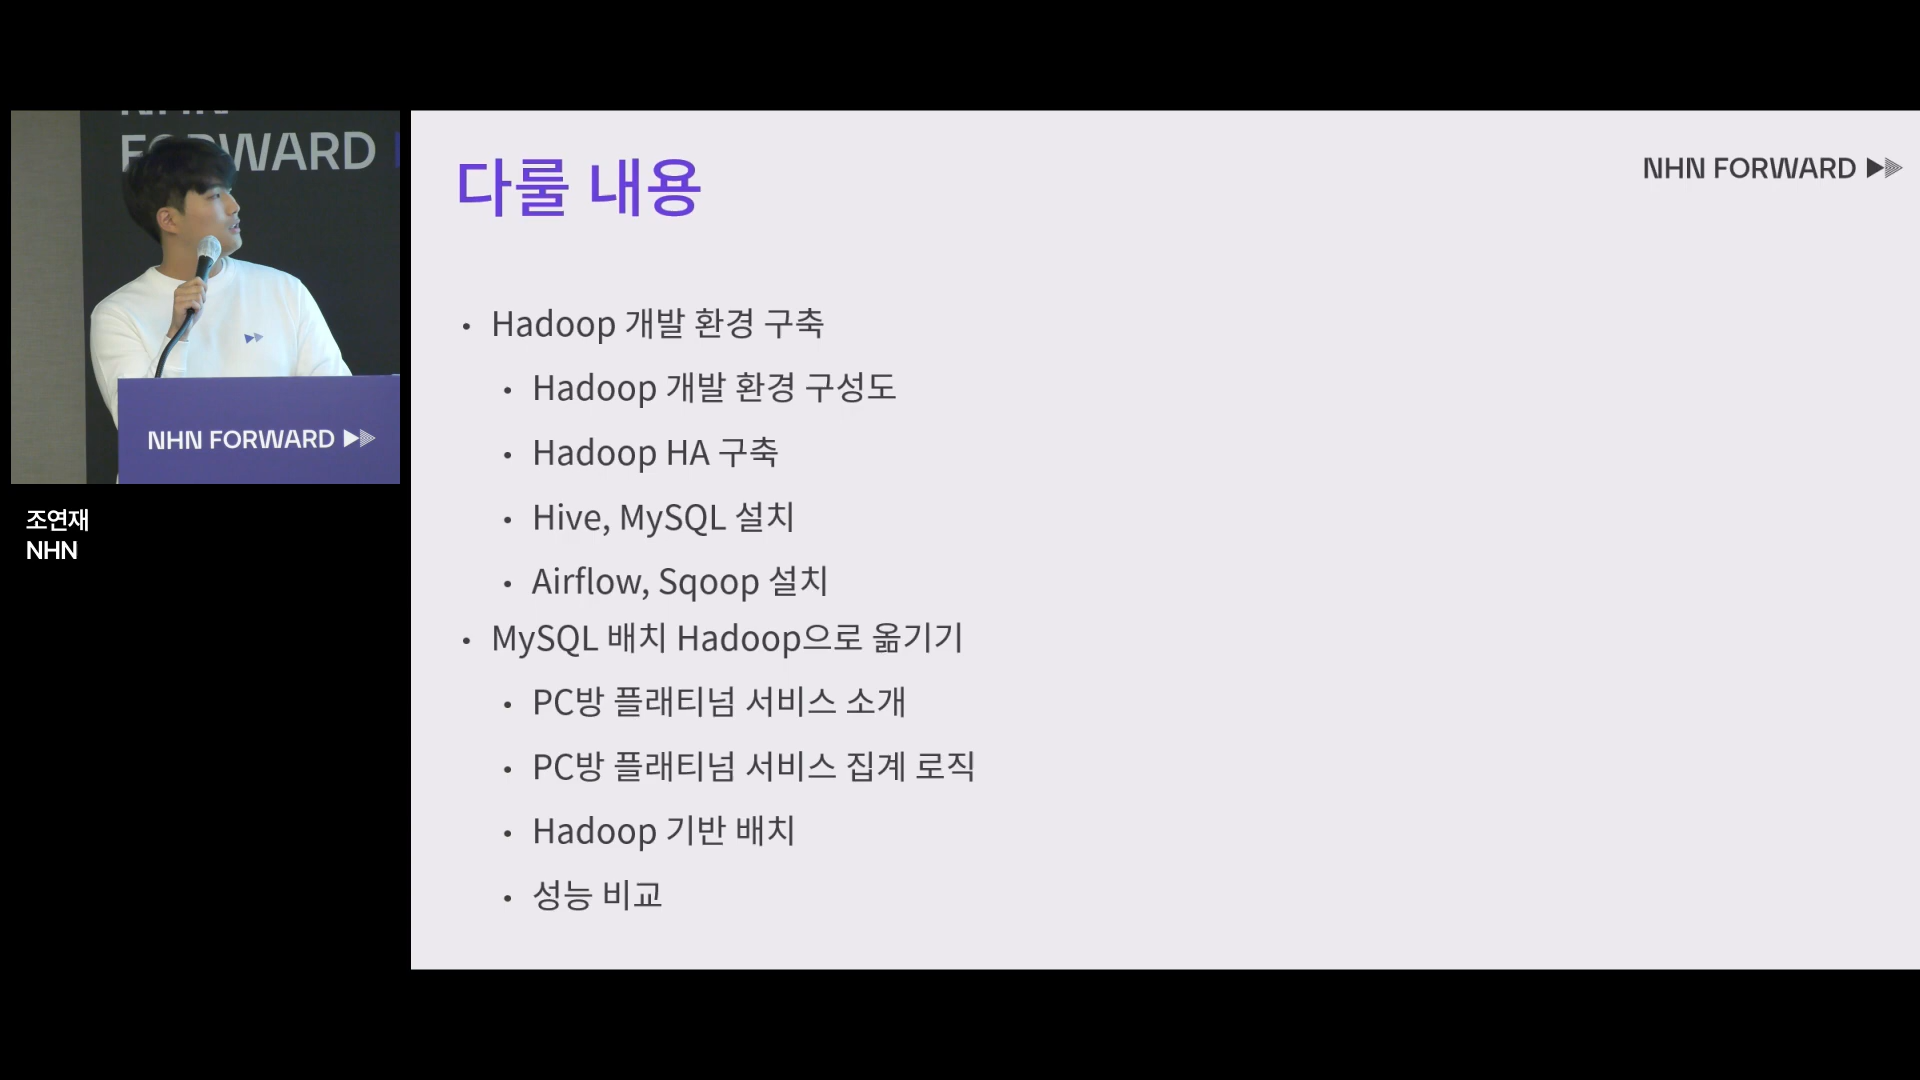 FORWARD
NHN FORWARD
조연재
NHN
다룰 내용
NHN FORWARD
• Hadoop 개발 환경 구축
• Hadoop 개발 환경 구성도
• Hadoop HA 구축
• Hive, MySQL 설치
• Airflow, Sqoop 설치
• MySQL 배치 Hadoop으로 옮기기
• PC방 플래티넘 서비스 소개
• PC방 플래티넘 서비스 집계 로직
• Hadoop 기반 배치
• 성능 비교